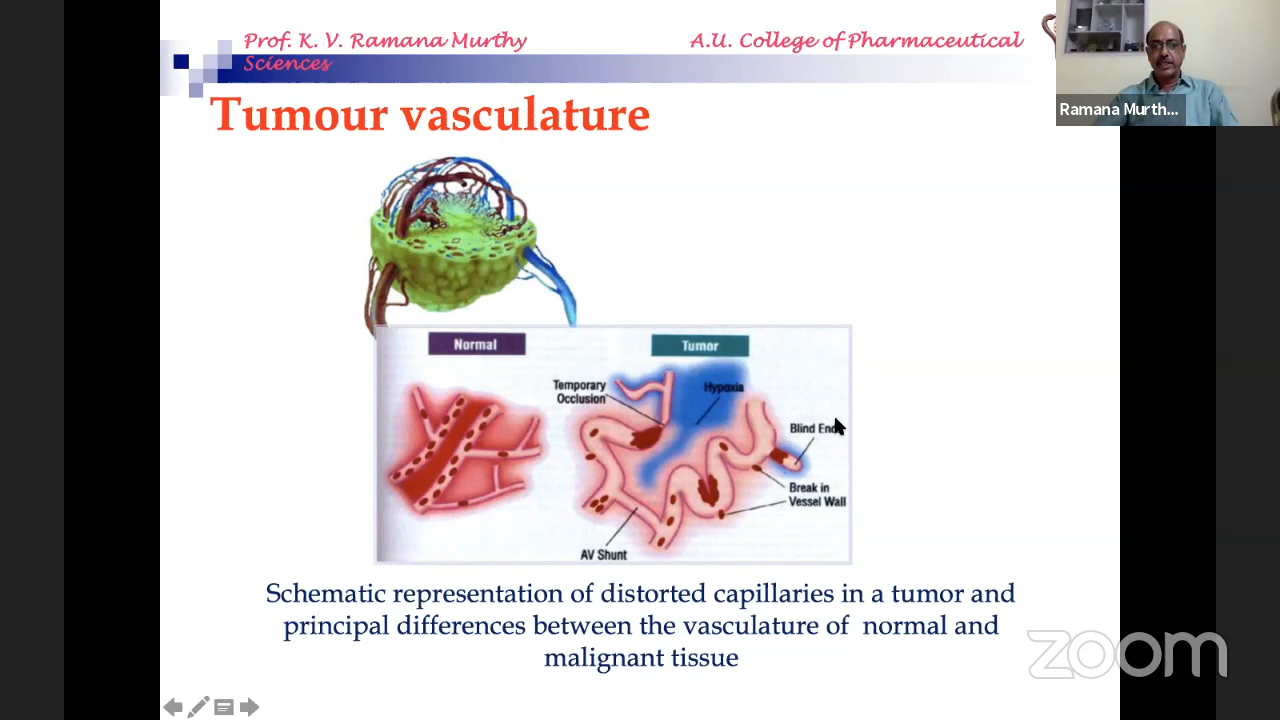 Prof. K. V. Ramana Murthy A.U. College of Pharmaceutical
Sciences
Ramana Murth...
Tumour vasculature
Normal
Tumor
Temporary
Occlusion
Hypoxia
Blind
Break in
Vessel Wall
AV Shunt
Schematic representation of distorted capillaries in a tumor and
principal differences between the vasculature of normal and
malignant tissue
zoom